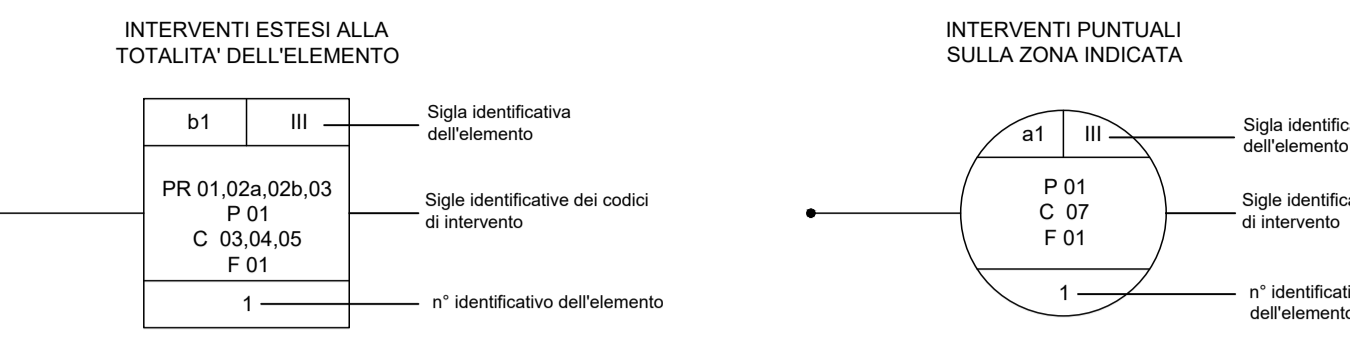 INTERVENTI ESTESI ALLA
TOTALITA' DELL'ELEMENTO
b1
III
Sigla identificativa
dell'elemento
PR 01,02a,02b,03
P 01
C 03,04,05
F 01
Sigle identificative dei codici
di intervento
1
n° identificativo dell'elemento
INTERVENTI PUNTUALI
SULLA ZONA INDICATA
a1
III
Sigla
dell'elemento
P 01
C 07
F 01
Sigle
di intervento
1
n°